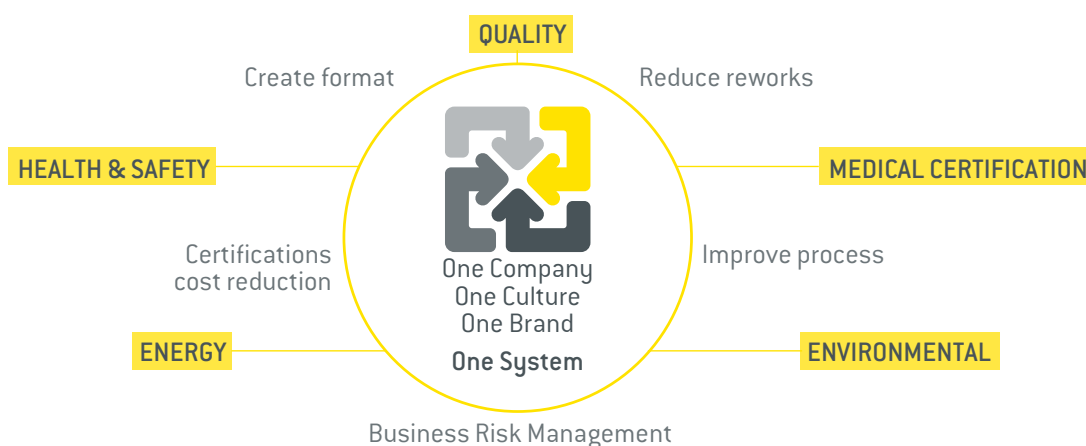 QUALITY
Create format
Reduce reworks
HEALTH & SAFETY
MEDICAL CERTIFICATION
Certifications
cost reduction
Improve process
One Company
One Culture
One Brand
One System
ENERGY
ENVIRONMENTAL
Business Risk Management